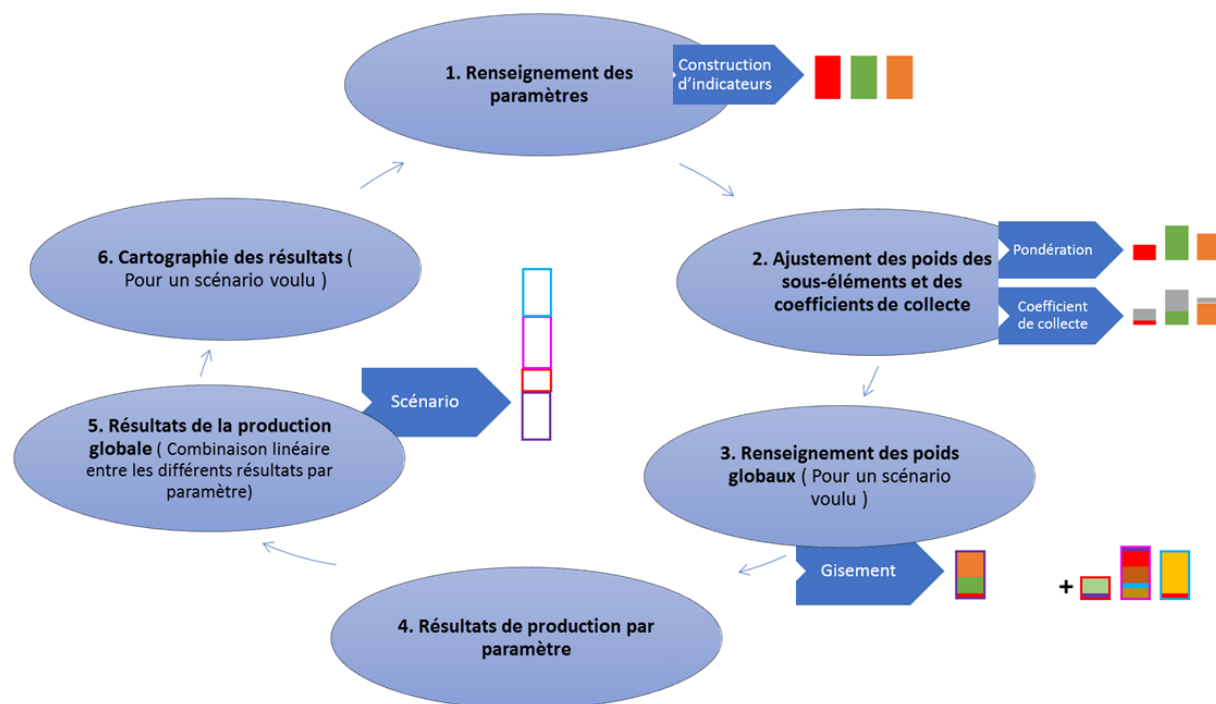 1. Renseignement des
paramètres
Construction
d'indicateurs
2. Ajustement des poids des
sous-éléments et des
coefficients de collecte
Pondération
Coefficient
de collecte
3. Renseignement des poids
globaux ( Pour un scénario
voulu )
Gisement
+
4. Résultats de production par
paramètre
5. Résultats de la production
globale ( Combinaison linéaire
entre les différents résultats par
paramètre)
Scénario
6. Cartographie des résultats (
Pour un scénario voulu )